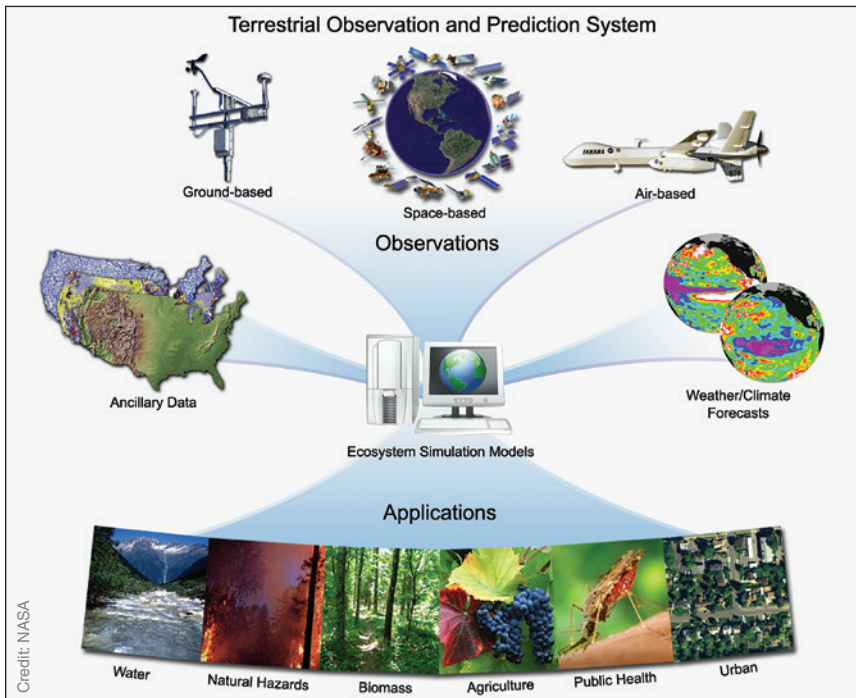 Terrestrial Observation and Prediction System
Ground-based
Space-based
Air-based
Observations
Ancillary Data
Weather/Climate
Forecasts
Ecosystem Simulation Models
Applications
Water
Natural Hazards
Biomass
Agriculture
Public Health
Urban
Credit: NASA